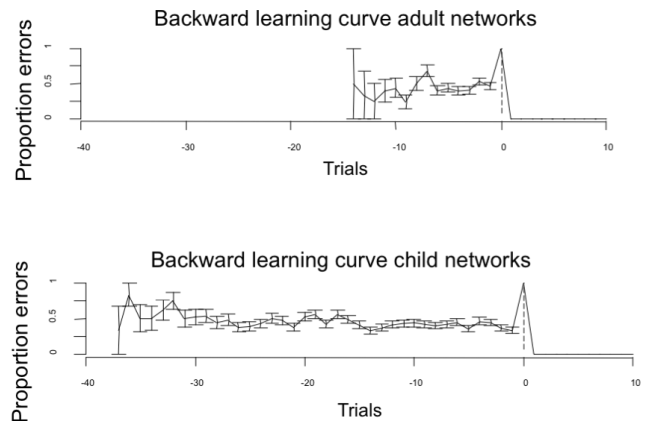 Backward learning curve adult networks
Proportion errors
1
0.5
0
-40 -30 -20 -10 0 10
Trials
Backward learning curve child networks
Proportion errors
1
0.5
0
-40 -30 -20 -10 0 10
Trials